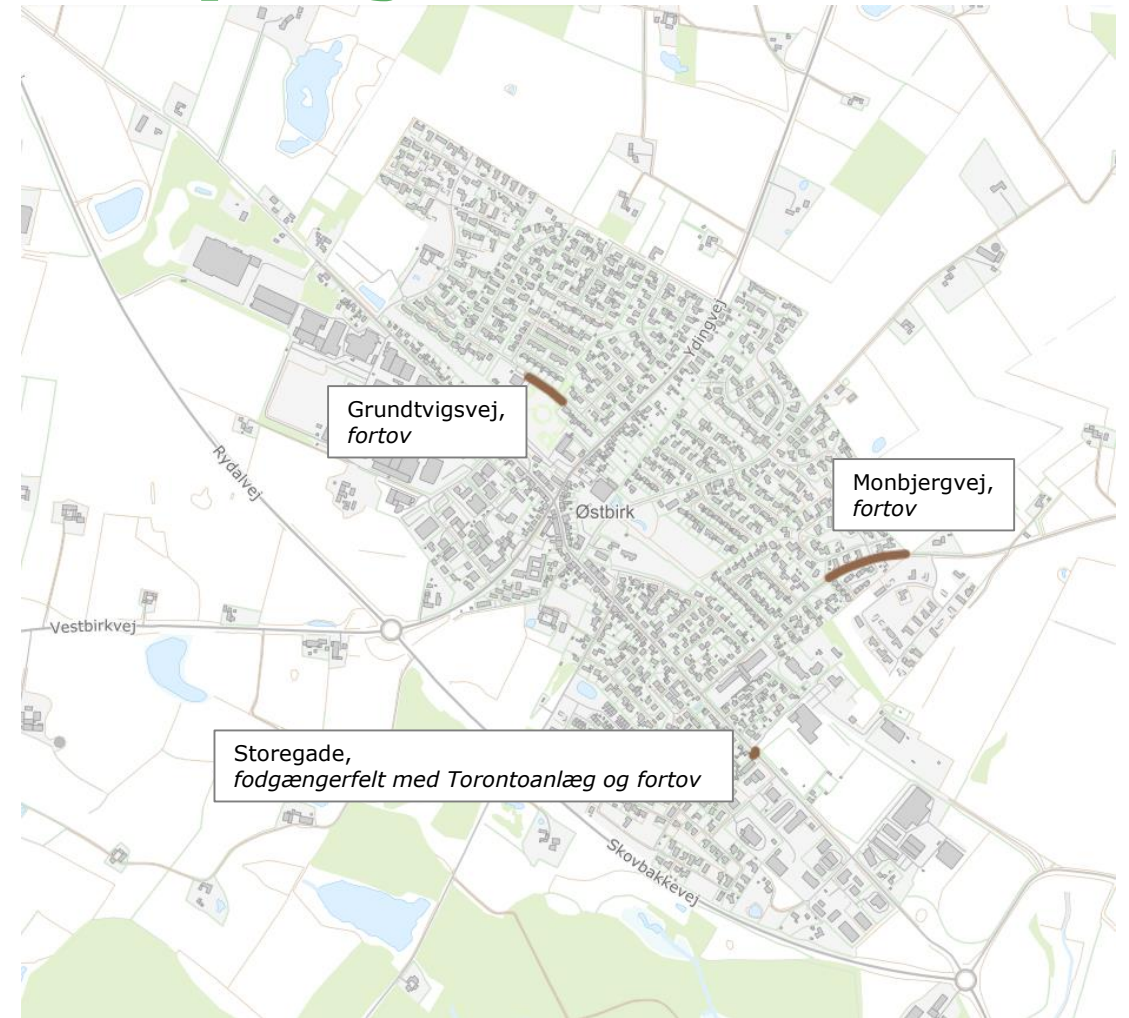 Ydingvej
Grundtvigsvej,
fortov
Rydalvej
Monbjergvej,
fortov
Østbirk
Vestbirkvej
Storegade,
fodgængerfelt med Torontoanlæg og fortov
Skovbakkevej